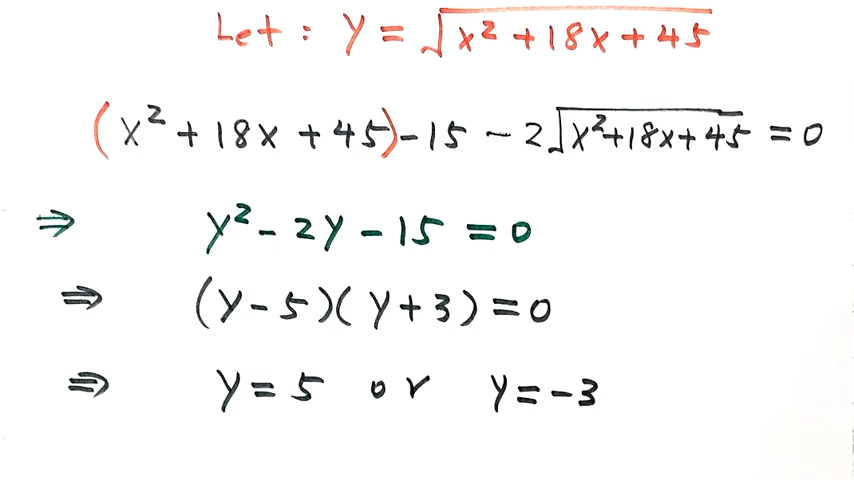 Let : y = √(x² + 18x + 45)
(x² + 18x + 45) - 15 - 2√(x²+18x+45) = 0
⇒ y² - 2y - 15 = 0
⇒ (y - 5)(y + 3) = 0
⇒ y = 5 or y = -3